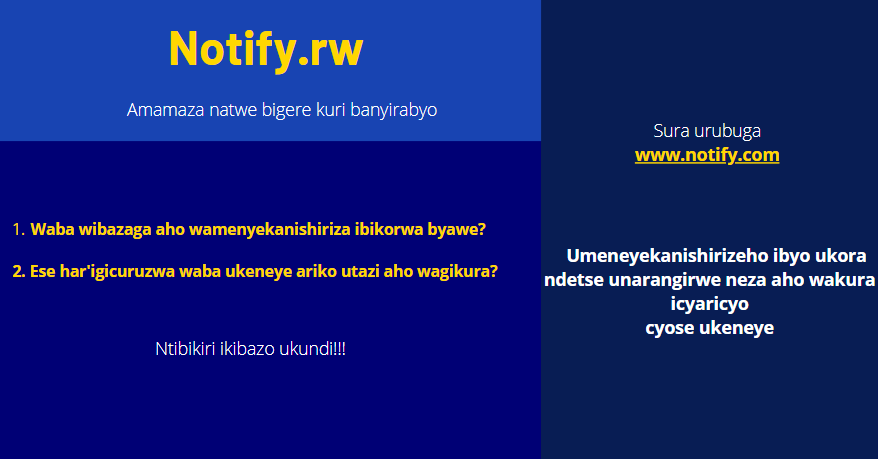 Notify.rw
Amamaza natwe bigere kuri banyirabyo
1. Waba wibazaga aho wamenyekanishiriza ibikorwa byawe?
2. Ese har'igicuruzwa waba ukeneye ariko utazi aho wagikura?
Ntibikiri ikibazo ukundi!!!
Sura urubuga
www.notify.com
Umeneyekanishirizeho ibyo ukora
ndetse unarangirwe neza aho wakura
icyaricyo
cyose ukeneye